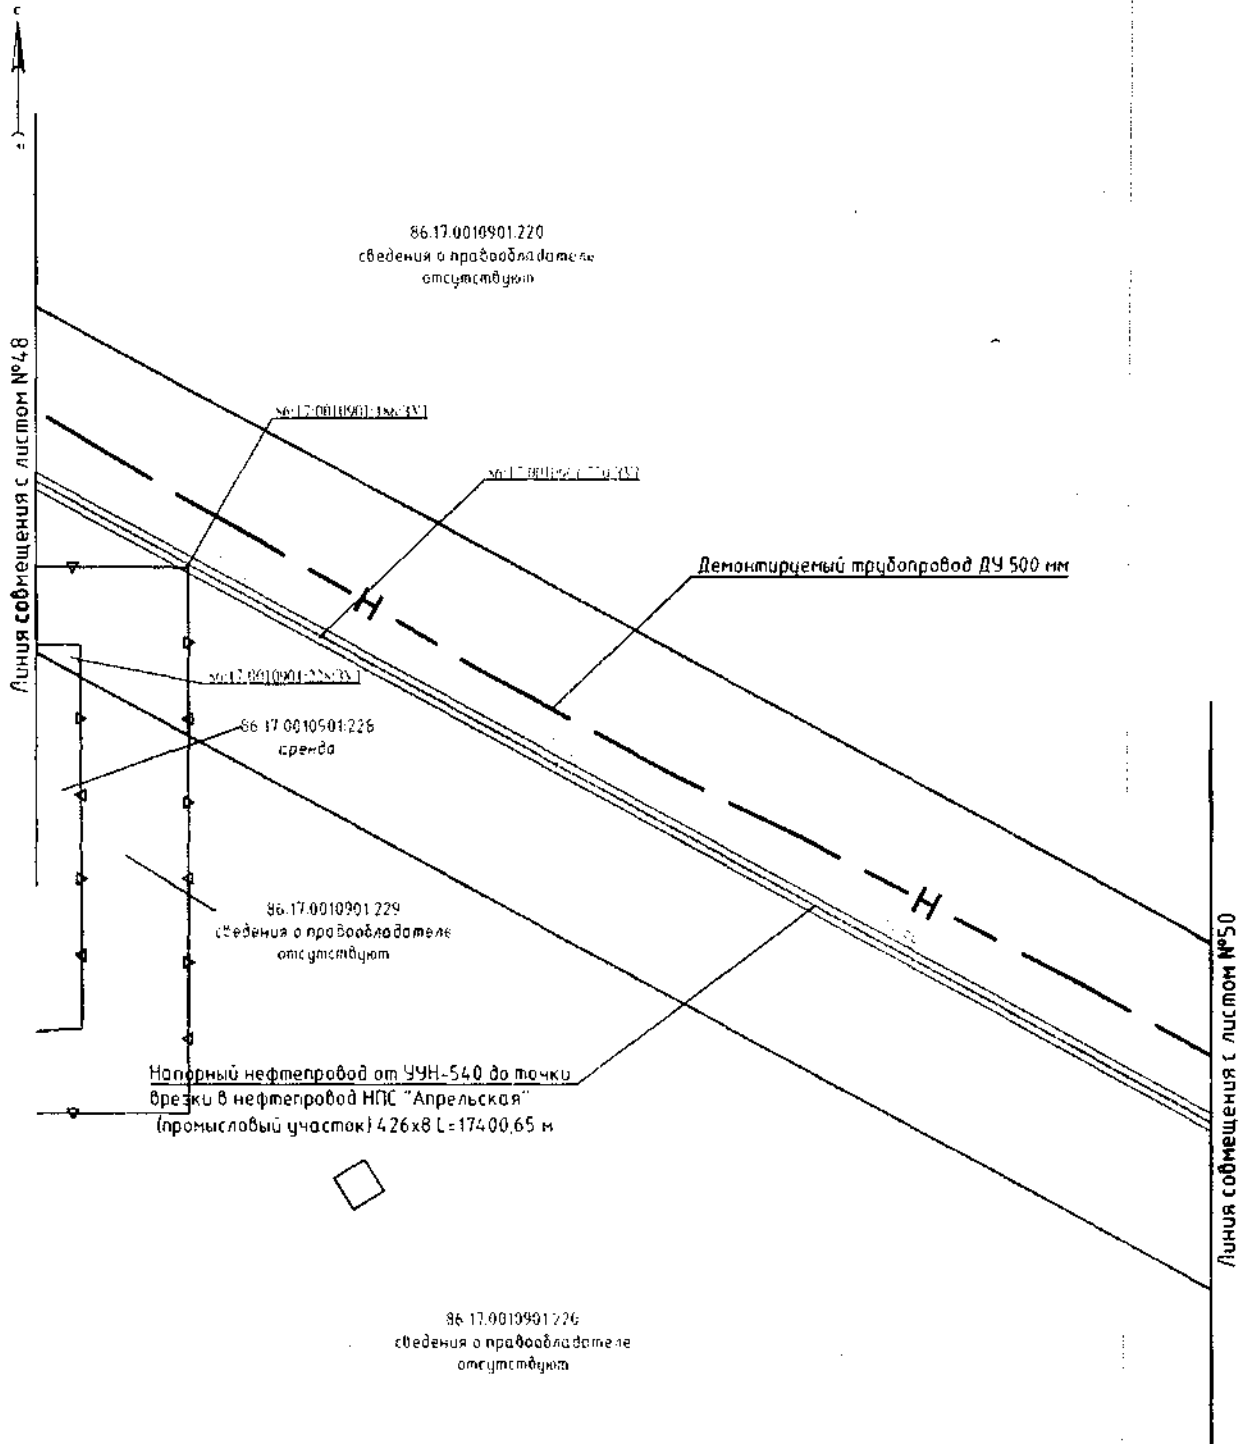 с
86:17:0010901:220
сведения о правообладателе
отсутствуют
Линия совмещения с листом №48
Демонтируемый трубопровод ДУ 500 мм
86:17:0010901:228
аренда
86:17:0010901:229
сведения о правообладателе
отсутствуют
Напорный нефтепровод от УУН-540 до точки
врезки в нефтепровод НПС "Апрельская"
(промысловый участок) 426х8 L=17400,65 м
Н
Н
Линия совмещения с листом №50
86:17:0010901:220
сведения о правообладателе
отсутствуют